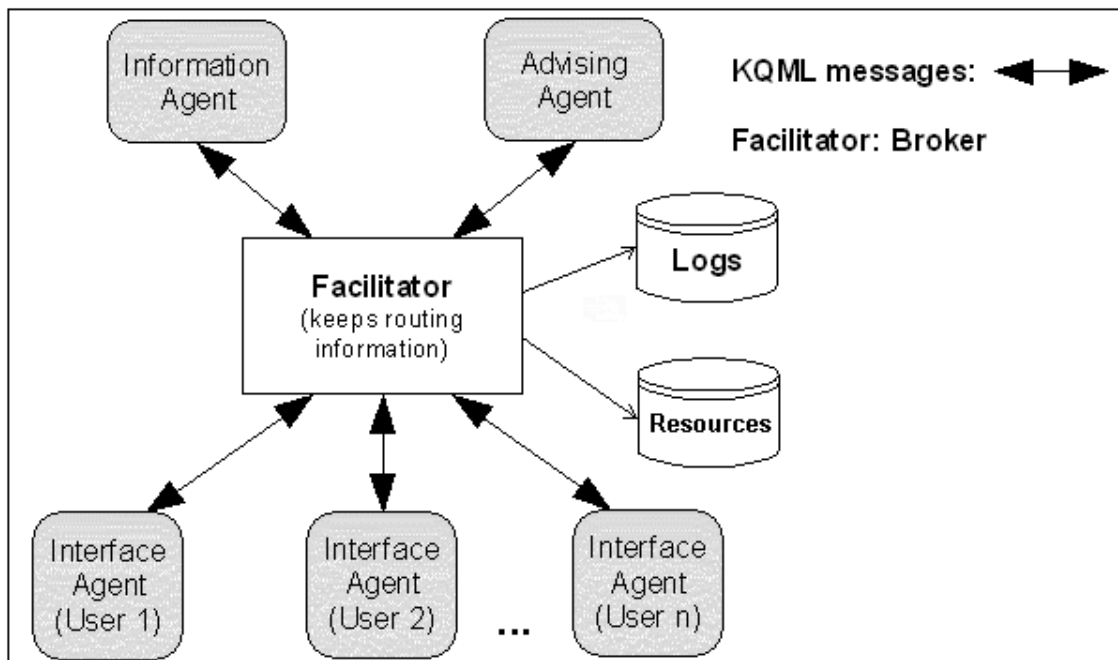 Information
Agent
Advising
Agent
KQML messages:
Facilitator: Broker
Logs
Facilitator
(keeps routing
information)
Resources
Interface
Agent
(User 1)
Interface
Agent
(User 2)
...
Interface
Agent
(User n)